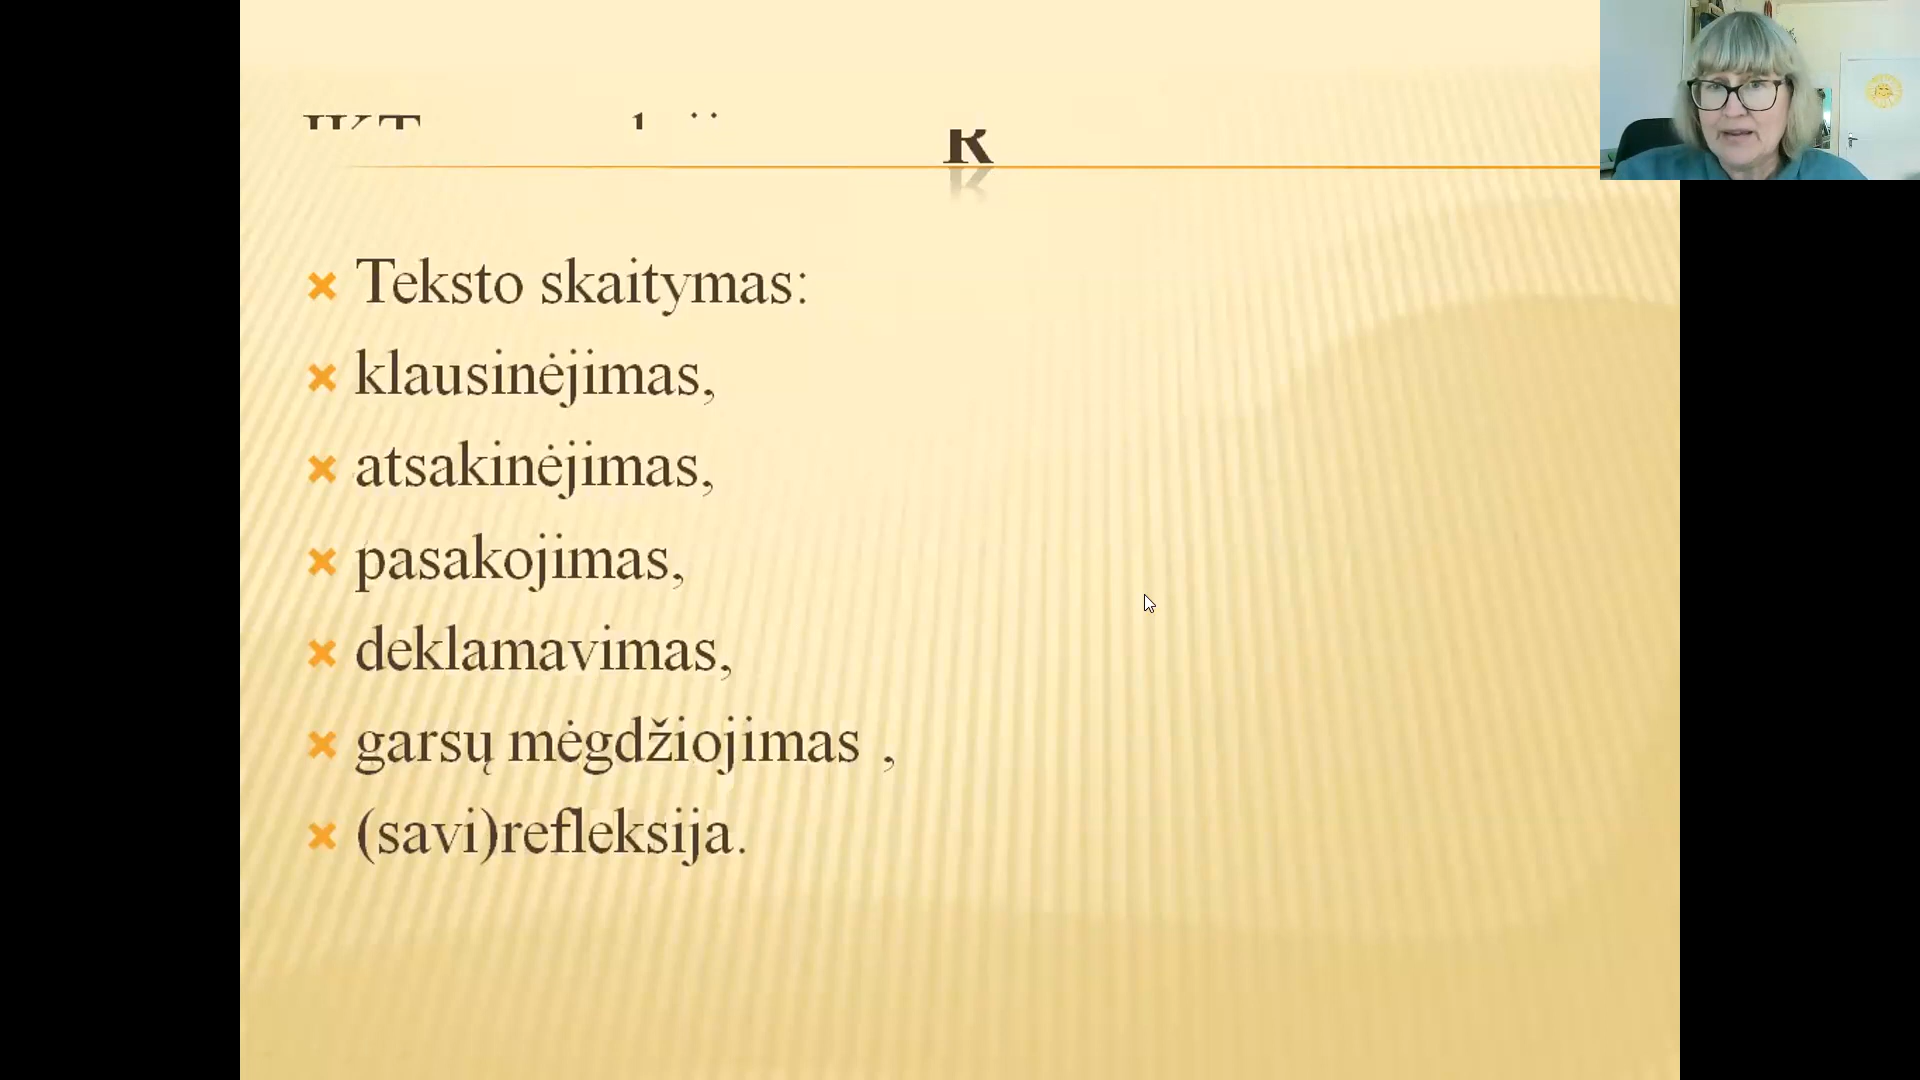 Teksto skaitymas:
klausinėjimas,
atsakinėjimas,
pasakojimas,
deklamavimas,
garsų mėgdžiojimas ,
(savi)refleksija.